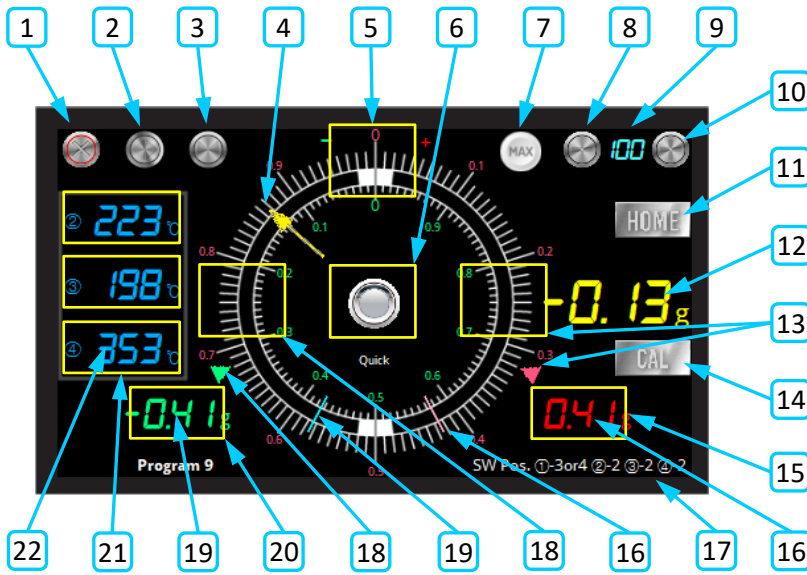 1 2 3 4 5 6 7 8 9
10
MAX 100
0
- +
0.9 0.1
0
0.1 0.9
11
HOME
② 223 ℃
0.8 0.2
12
0.2 0.8
③ 198 ℃
-0.13g
13
0.3 0.7
④ 353 ℃
0.7 0.3
Quick
CAL
14
0.4 0.6
0.5
-0.41g
0.41g
0.6 0.4
15
Program 9
0.5
SW Pos. ①-3or4 ②-2 ③-2 ④-2
22 21 19 20 18 19 18 16 17 16